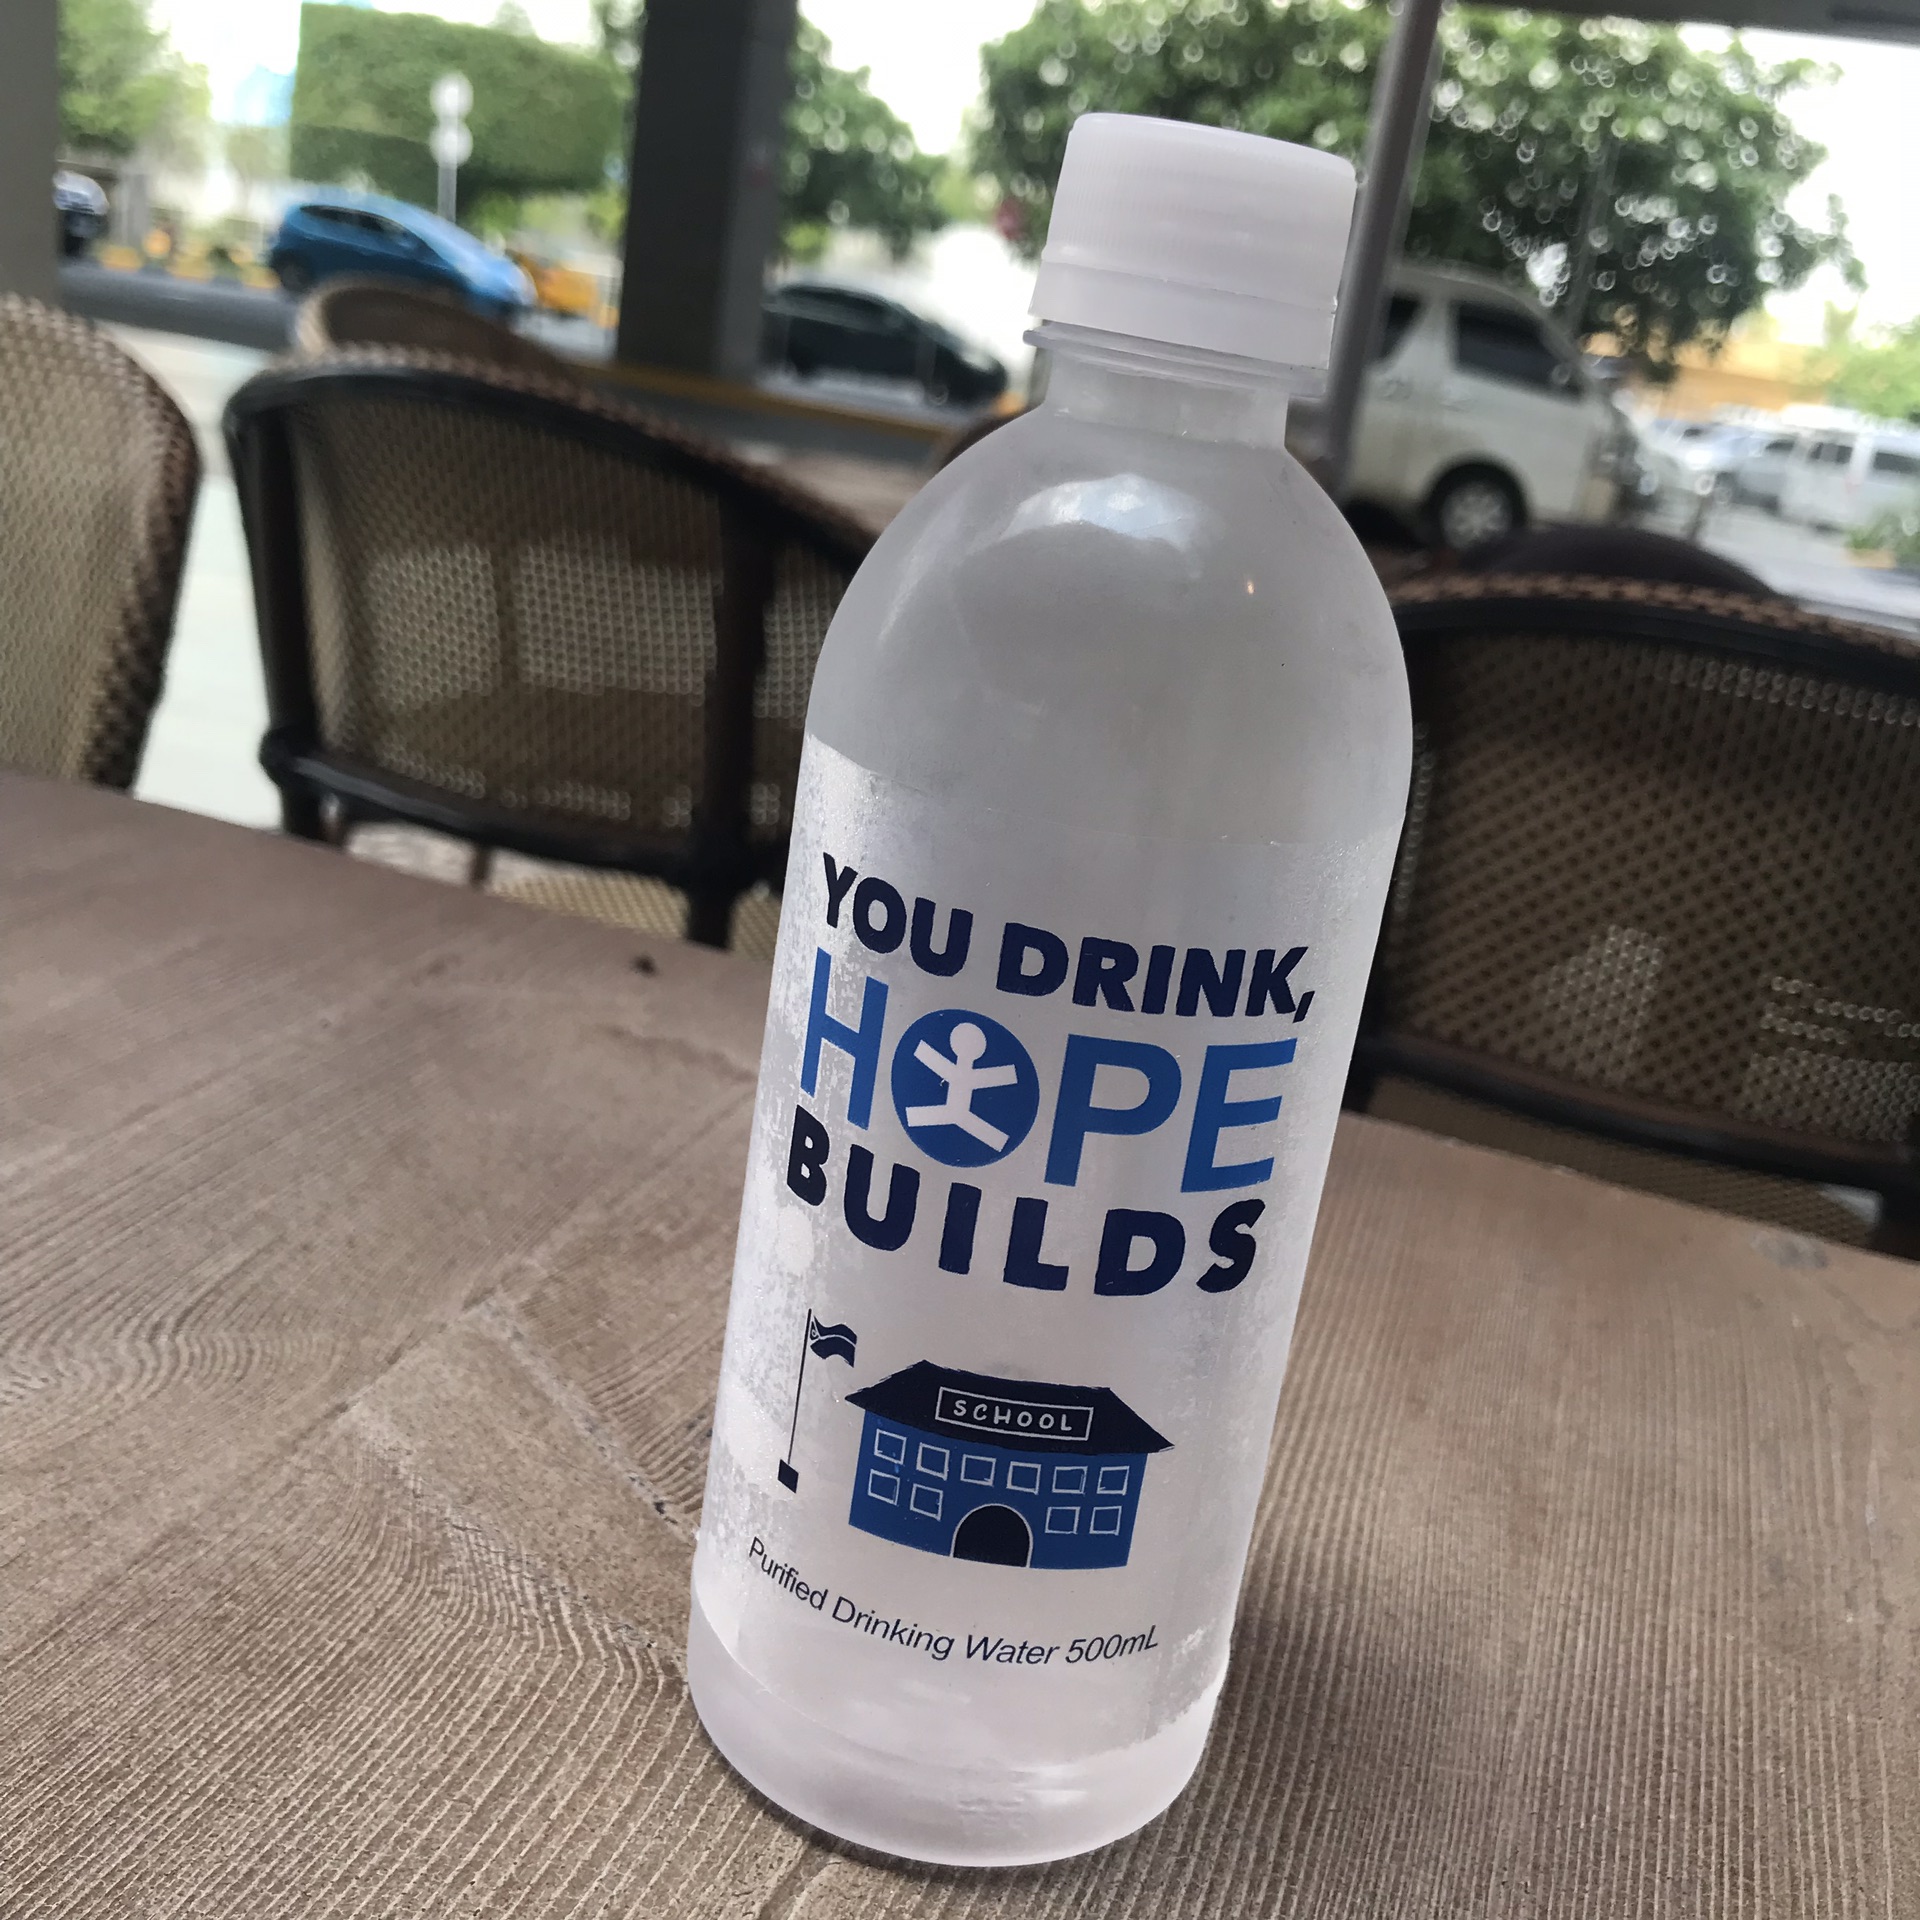 YOU DRINK,
HOPE
BUILDS
SCHOOL
Purified Drinking Water 500mL